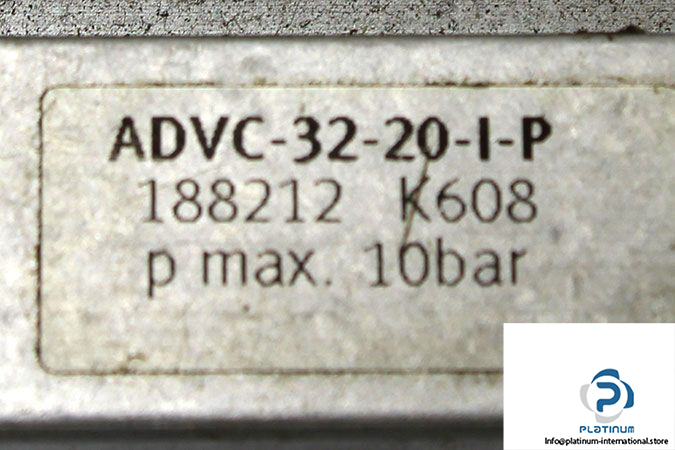 ADVC-32-20-I-P
188212 K608
p max. 10bar
PLATINUM
Info@platinum-international.store